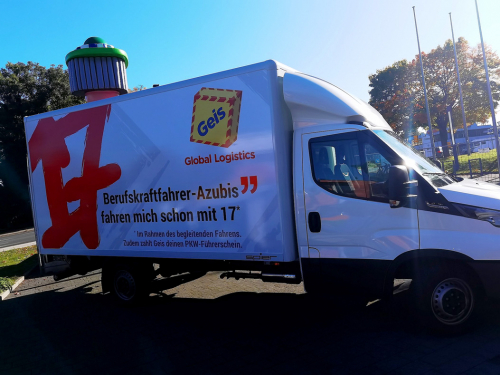 17
Geis
Global Logistics
Berufskraftfahrer-Azubis
fahren mich schon mit 17*
Im Rahmen des begleitenden Fahrens.
Zudem zahlt Geis deinen PKW-Führerschein.